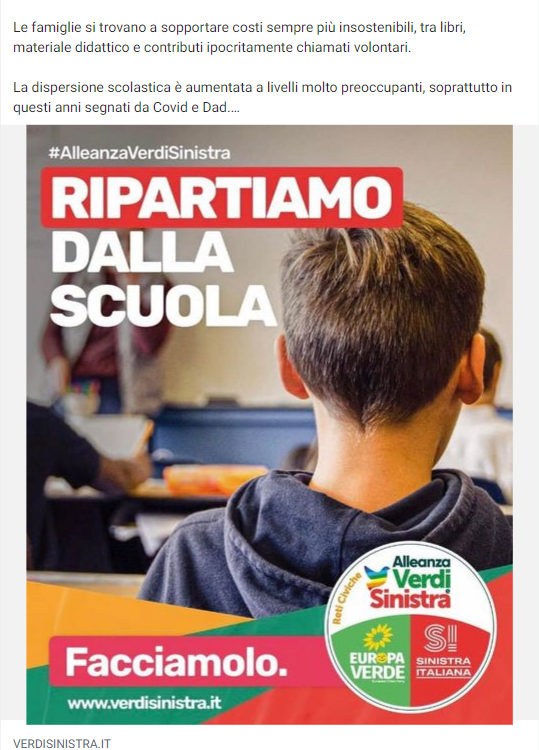 Le famiglie si trovano a sopportare costi sempre più insostenibili, tra libri,
materiale didattico e contributi ipocritamente chiamati volontari.
La dispersione scolastica è aumentata a livelli molto preoccupanti, soprattutto in
questi anni segnati da Covid e Dad....
#AlleanzaVerdiSinistra
RIPARTIAMO
DALLA
SCUOLA
Reti Civiche
Alleanza
Verdi
Sinistra
EUROPA
VERDE
SI
SINISTRA
ITALIANA
Facciamolo.
www.verdisinistra.it
VERDISINISTRA.IT